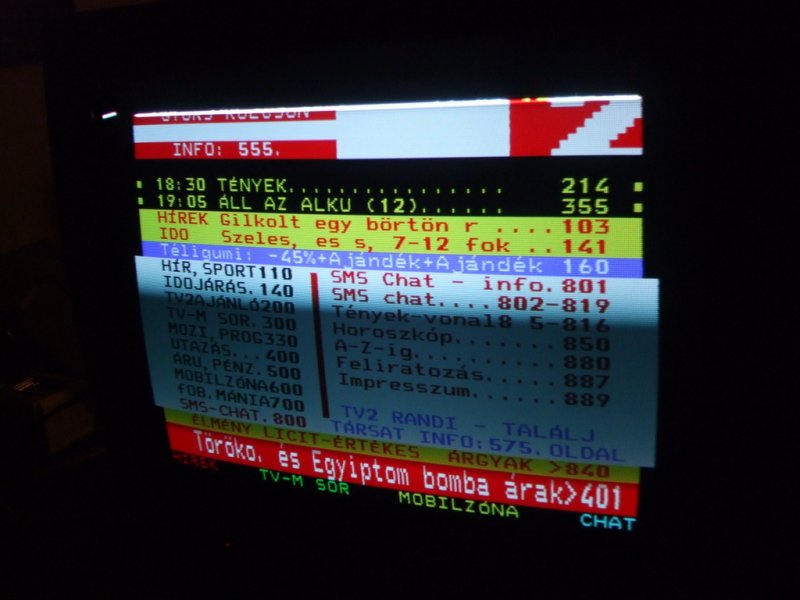 GYORS KÖLCSÖN
INFO: 555.
18:30 TÉNYEK................ 214
19:05 ÁLL AZ ALKU (12)...... 355
HÍREK Gilkolt egy börtön r ....103
IDO Szeles, es s, 7-12 fok ..141
Téligumi: -45%+Ajándék+Ajándék 160
HÍR,SPORT110
IDOJÁRÁS.140
TV2AJÁNLÓ200
TV-M SOR.300
MOZI,PROG330
UTAZÁS...400
ÁRU,PÉNZ.500
MOBILZÓNA600
fOB.MÁNIA700
SMS-CHAT.800
SMS Chat - info.801
SMS chat....802-819
Tények-vonal8 5-816
Horoszkóp......850
A-Z-ig.........880
Feliratozás.....887
Impresszum......889
TV2 RANDI - TALÁLJ
TÁRSAT INFO:575.OLDAL
ÉLMÉNY LICIT-ÉRTÉKES ÁRGYAK >840
Töröko, és Egyiptom bomba árak>401
HIREK TV-M SOR MOBILZÓNA CHAT